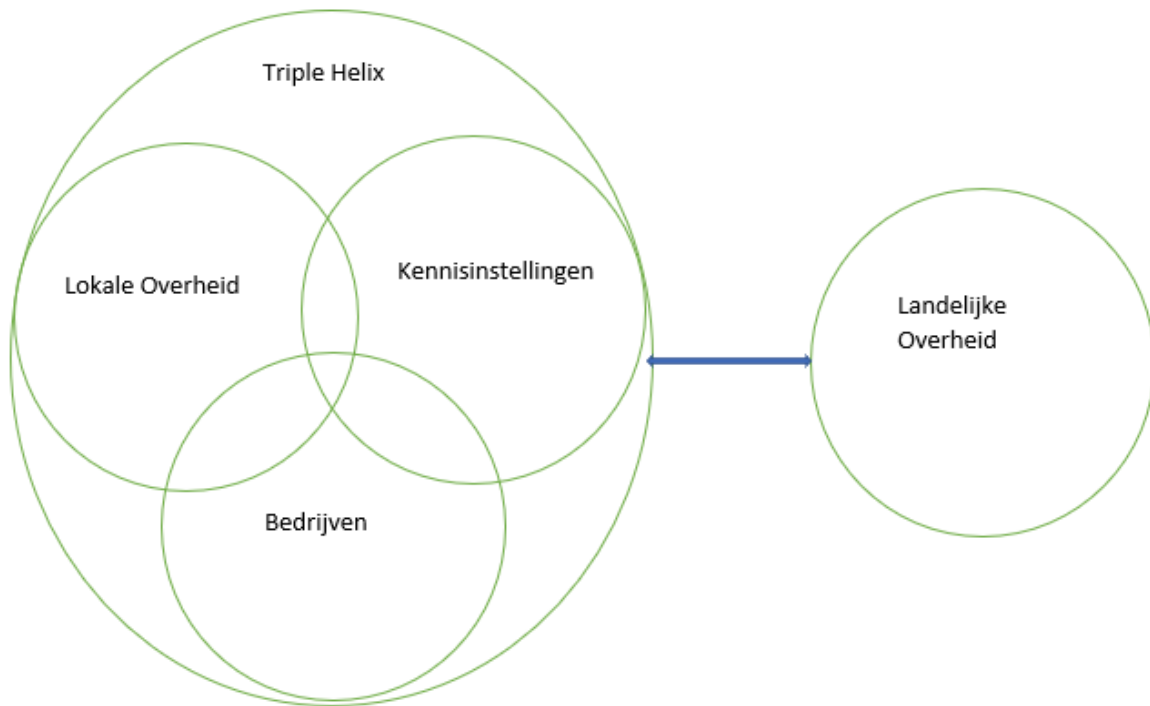 Triple Helix
Lokale Overheid
Kennisinstellingen
Bedrijven
Landelijke
Overheid